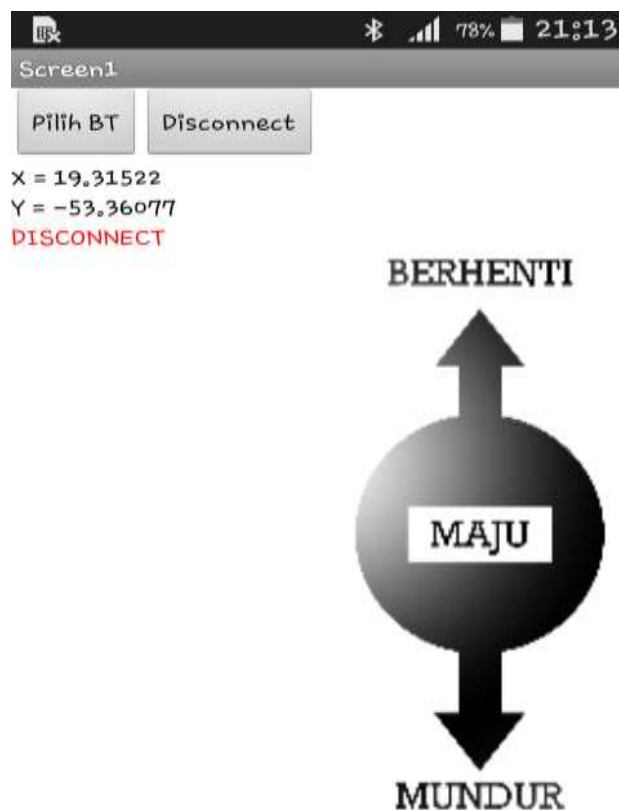 78% 21:13
Screen1
Pilih BT Disconnect
X = 19.31522
Y = -53.36077
DISCONNECT
BERHENTI
MAJU
MUNDUR